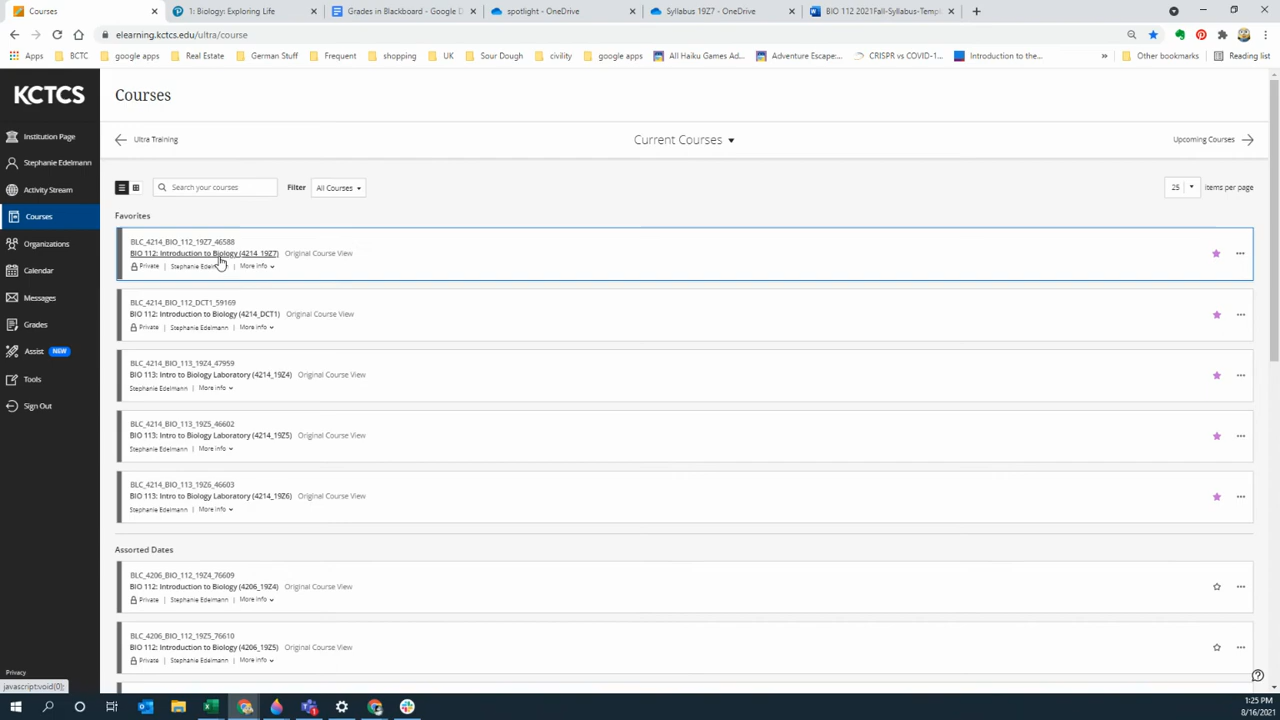 Courses
1: Biology: Exploring Life
Grades in Blackboard - Google D
spotlight - OneDrive
Syllabus 19Z7 - OneDrive
BIO 112 2021Fall-Syllabus-Templ
elearning.kctcs.edu/ultra/course
Apps
BCTC
google apps
Real Estate
German Stuff
Frequent
shopping
UK
Sour Dough
civility
google apps
All Haiku Games Ad...
Adventure Escape:...
CRISPR vs COVID-1...
Introduction to the...
»
Other bookmarks
Reading list
KCTCS
Institution Page
Stephanie Edelmann
Activity Stream
Courses
Organizations
Calendar
Messages
Grades
Assist NEW
Tools
Sign Out
Privacy
javascript:void(0);
Courses
Ultra Training
Current Courses
Upcoming Courses
Search your courses
Filter
All Courses
25
items per page
Favorites
BLC_4214_BIO_112_19Z7_46588
BIO 112: Introduction to Biology (4214_19Z7) Original Course View
Private | Stephanie Edelm | More info
BLC_4214_BIO_112_DCT1_59169
BIO 112: Introduction to Biology (4214_DCT1) Original Course View
Private | Stephanie Edelmann | More info
BLC_4214_BIO_113_19Z4_47959
BIO 113: Intro to Biology Laboratory (4214_19Z4) Original Course View
Stephanie Edelmann | More info
BLC_4214_BIO_113_19Z5_46602
BIO 113: Intro to Biology Laboratory (4214_19Z5) Original Course View
Stephanie Edelmann | More info
BLC_4214_BIO_113_19Z6_46603
BIO 113: Intro to Biology Laboratory (4214_19Z6) Original Course View
Stephanie Edelmann | More info
Assorted Dates
BLC_4206_BIO_112_19Z4_76609
BIO 112: Introduction to Biology (4206_19Z4) Original Course View
Private | Stephanie Edelmann | More info
BLC_4206_BIO_112_19Z5_76610
BIO 112: Introduction to Biology (4206_19Z5) Original Course View
Private | Stephanie Edelmann | More info
1:25 PM
8/16/2021